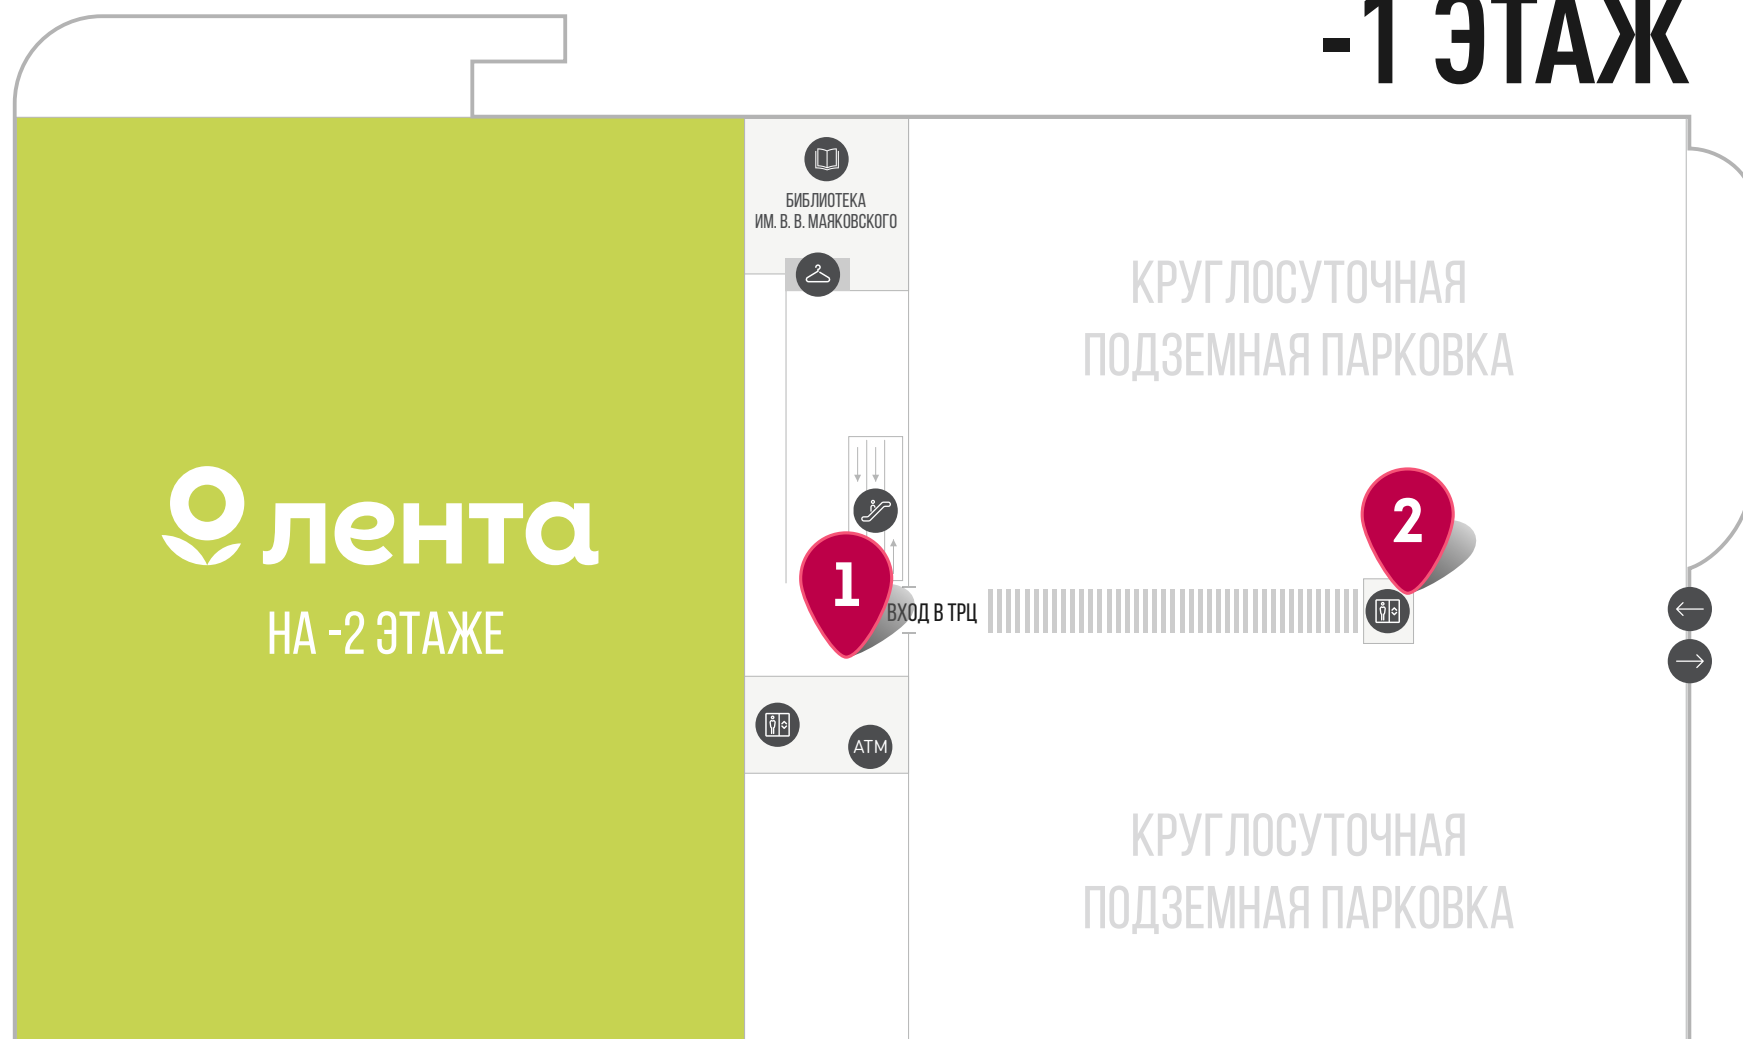 -1 ЭТАЖ
БИБЛИОТЕКА
ИМ. В. В. МАЯКОВСКОГО
КРУГЛОСУТОЧНАЯ
ПОДЗЕМНАЯ ПАРКОВКА
лента
НА -2 ЭТАЖЕ
1
2
ВХОД В ТРЦ
ATM
КРУГЛОСУТОЧНАЯ
ПОДЗЕМНАЯ ПАРКОВКА